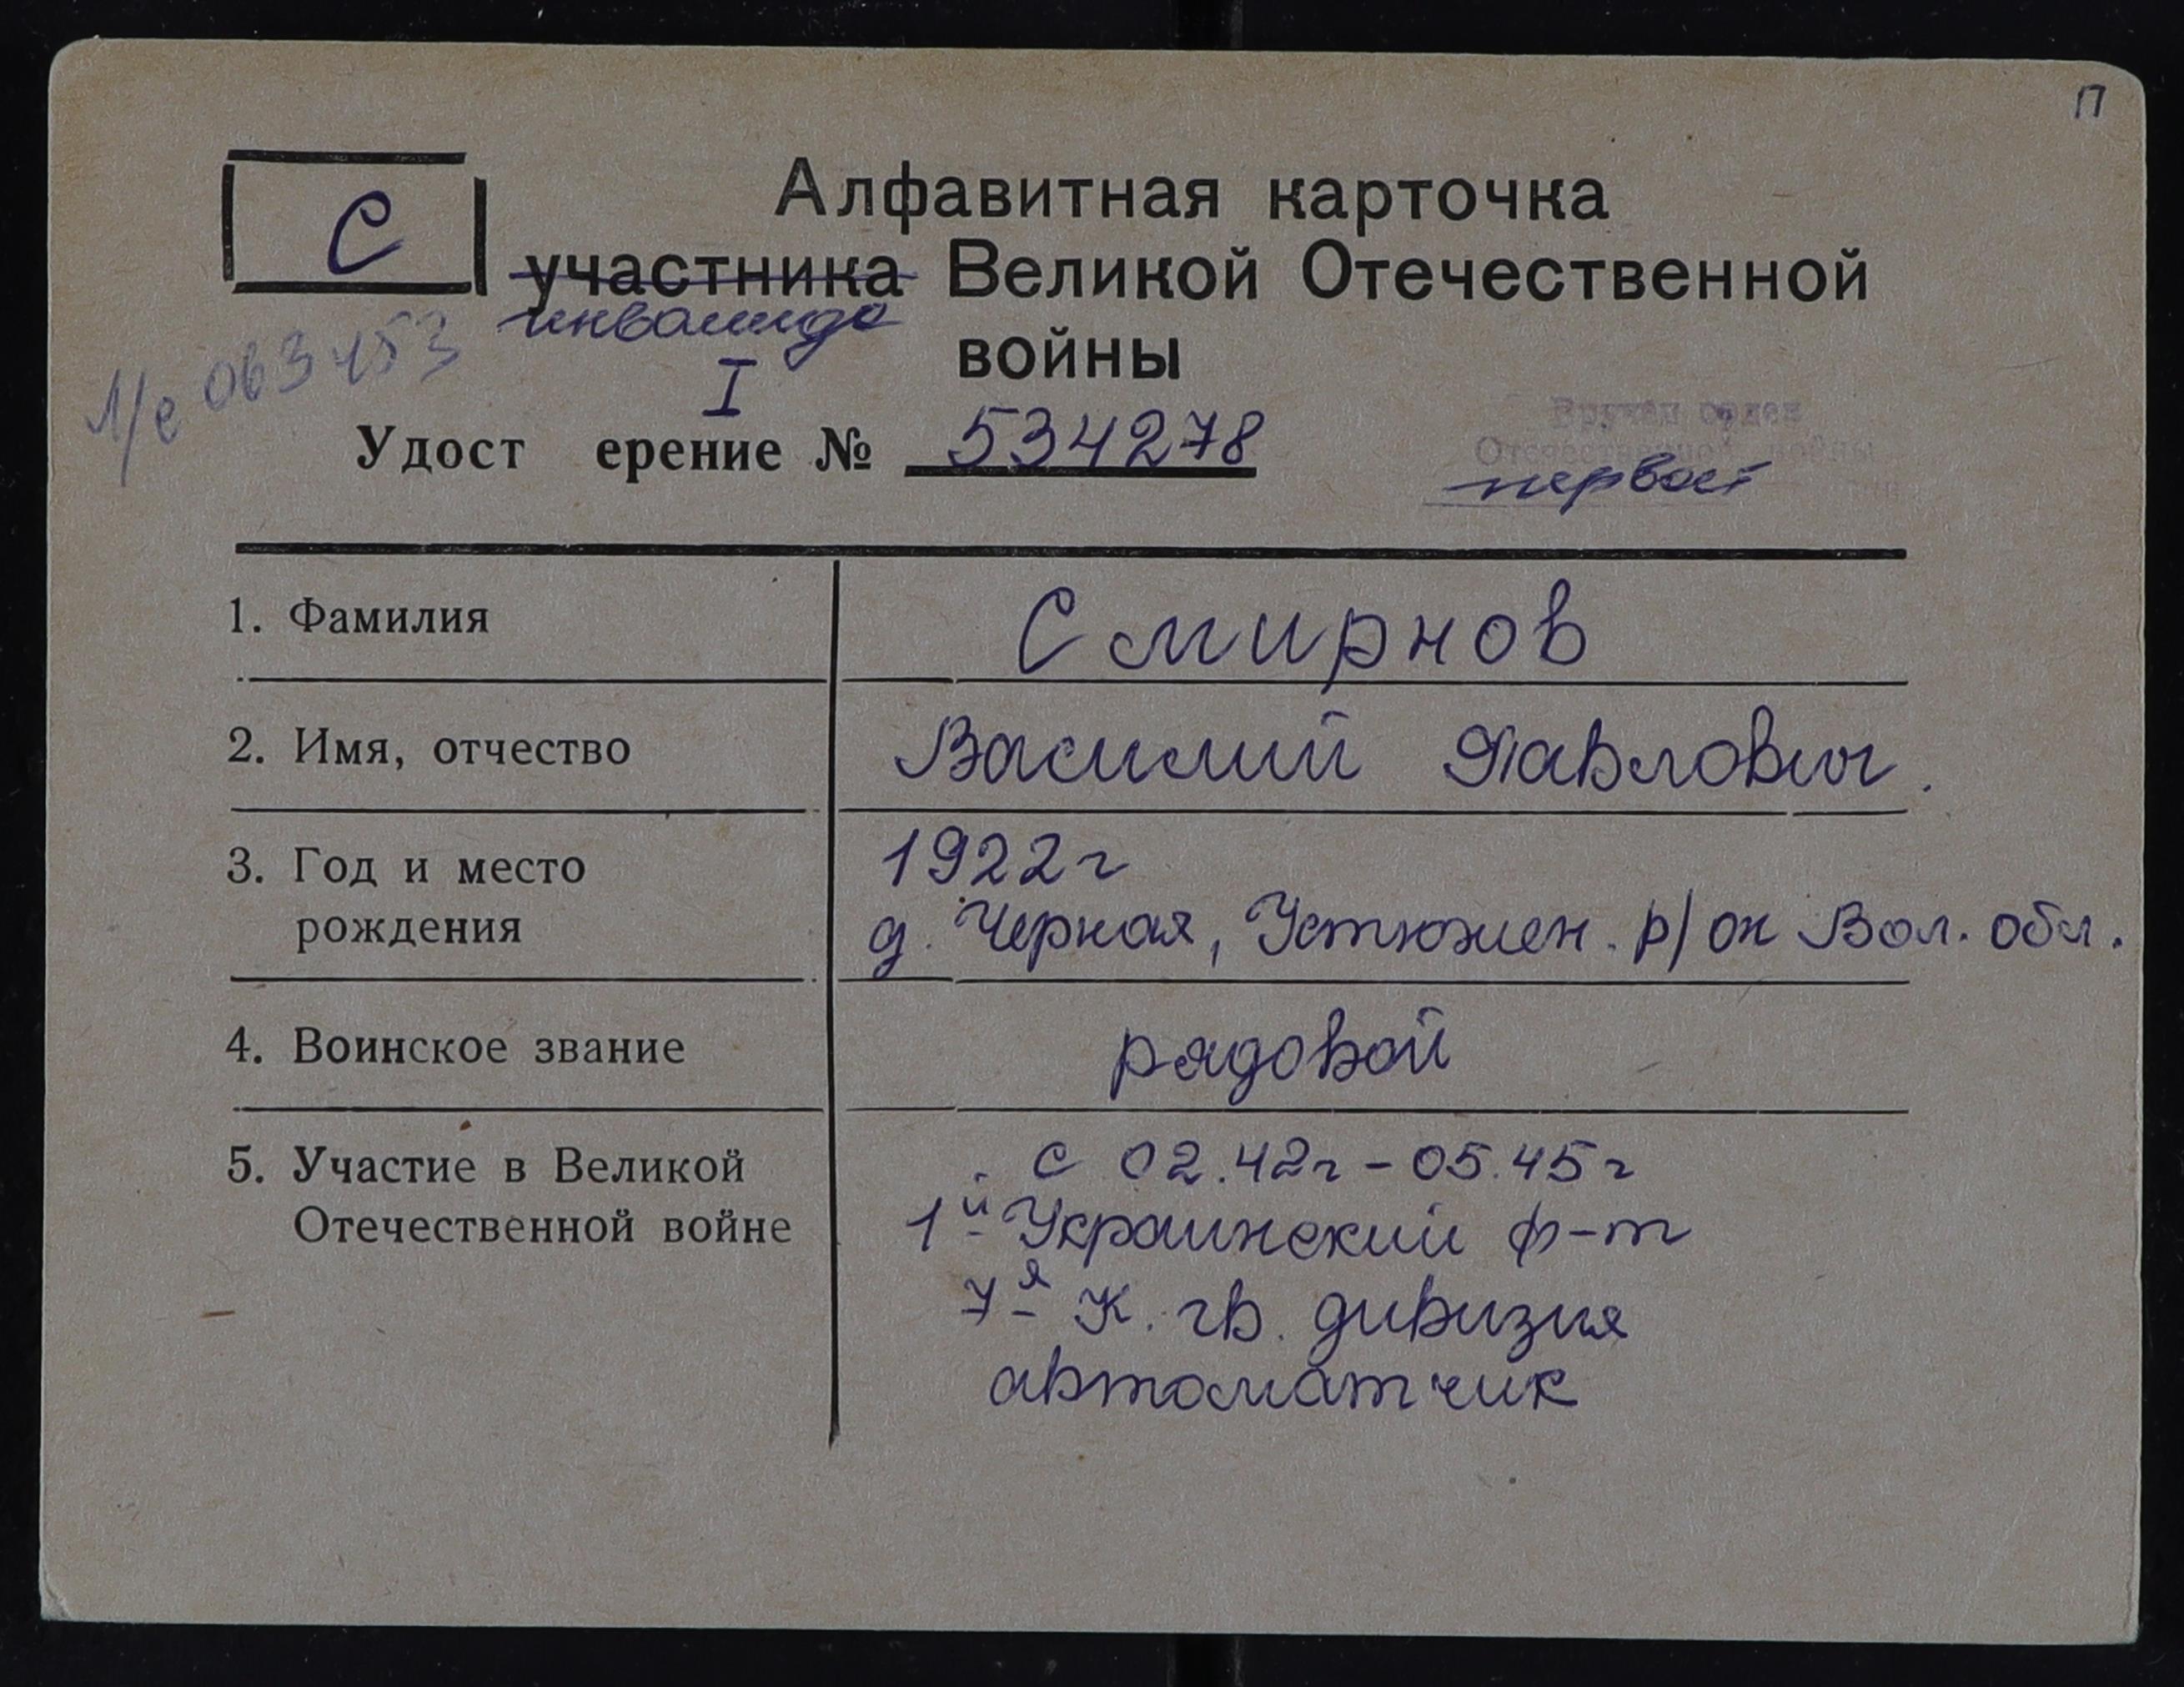 П
С
Алфавитная карточка
участника Великой Отечественной
инвалида
войны
л/с 063453
I
Удост ерение № 534278
Вручен орден
Отечественной войны
первой
1. Фамилия Смирнов
2. Имя, отчество Василий Павлович.
3. Год и место 1922г
рождения д. Черная, Устюжен. р/он Вол. обл.
4. Воинское звание рядовой
5. Участие в Великой с 02.42г - 05.45г
Отечественной войне 1й Украинский ф-т
7я К. гв. дивизия
автоматчик